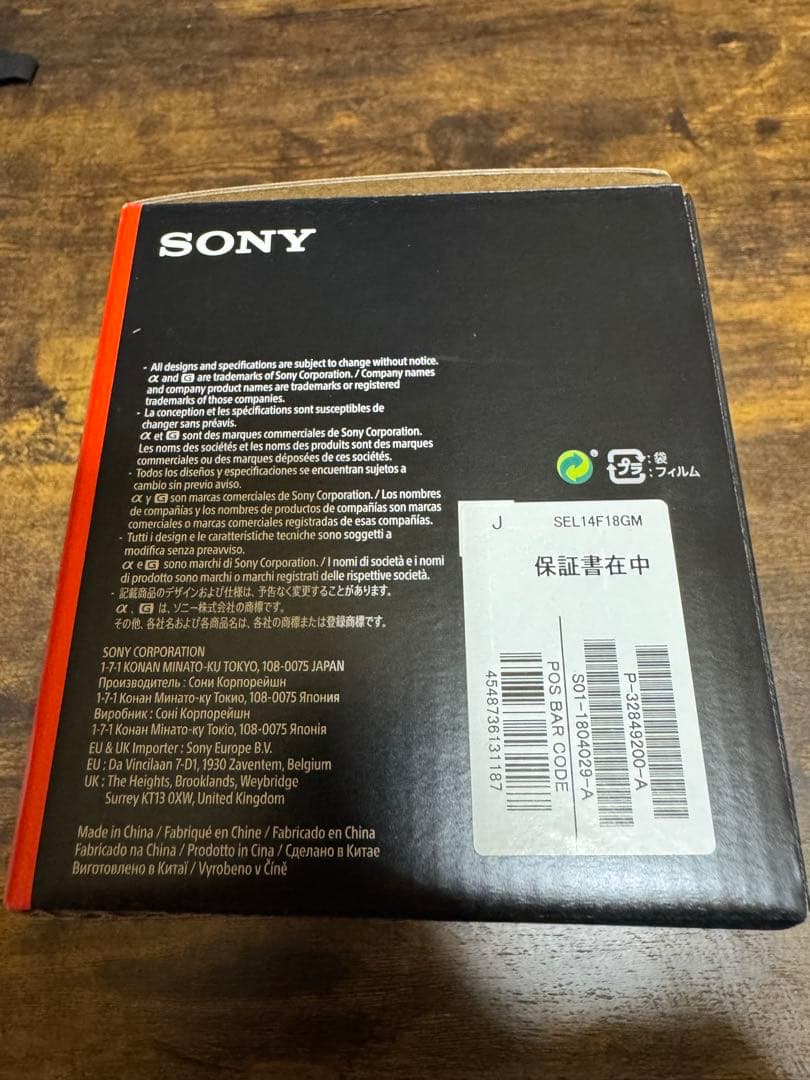 SONY
- All designs and specifications are subject to change without notice.
α and G are trademarks of Sony Corporation. / Company names
and company product names are trademarks or registered
trademarks of those companies.
- La conception et les spécifications sont susceptibles de
changer sans préavis.
α et G sont des marques commerciales de Sony Corporation.
Les noms des sociétés et les noms des produits sont des marques
commerciales ou des marques déposées de ces sociétés.
- Todos los diseños y especificaciones se encuentran sujetos a
cambio sin previo aviso.
α y G son marcas comerciales de Sony Corporation. / Los nombres
de compañías y los nombres de productos de compañías son marcas
comerciales o marcas comerciales registradas de esas compañías.
- Tutti i design e le caratteristiche tecniche sono soggetti a
modifica senza preavviso.
α e G sono marchi di Sony Corporation. / I nomi di società e i nomi
di prodotto sono marchi o marchi registrati delle rispettive società.
- 記載商品のデザインおよび仕様は、予告なく変更することがあります。
α 、 G は、ソニー株式会社の商標です。
その他、各社名および各商品名は、各社の商標または登録商標です。
SONY CORPORATION
1-7-1 KONAN MINATO-KU TOKYO, 108-0075 JAPAN
Производитель : Сони Корпорейшн
1-7-1 Конан Минато-ку Токио, 108-0075 Япония
Виробник : Соні Корпорейшн
1-7-1 Конан Мінато-ку Токіо, 108-0075 Японія
EU & UK Importer : Sony Europe B.V.
EU : Da Vincilaan 7-D1, 1930 Zaventem, Belgium
UK : The Heights, Brooklands, Weybridge
Surrey KT13 0XW, United Kingdom
Made in China / Fabriqué en Chine / Fabricado en China
Fabricado na China / Prodotto in Cina / Сделано в Китае
Виготовлено в Китаї / Vyrobeno v Číně
プラ : 袋
: フィルム
J SEL14F18GM
保証書在中
P-32849200-A
S01-1804029-A
POS BAR CODE
4548736131187